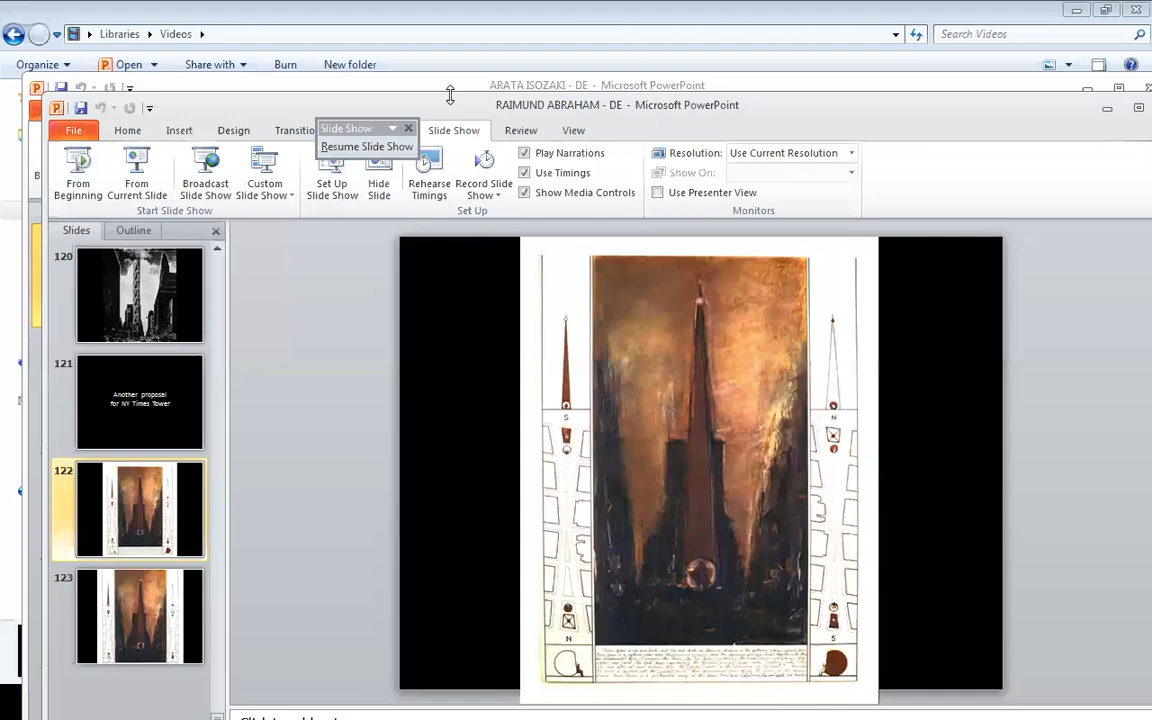 Libraries Videos Search Videos
Organize Open Share with Burn New folder
ARATA ISOZAKI - DE - Microsoft PowerPoint
RAIMUND ABRAHAM - DE - Microsoft PowerPoint
File Home Insert Design Transitio Slide Show Review View
Slide Show
Resume Slide Show
From Beginning
From Current Slide
Broadcast Slide Show
Custom Slide Show
Start Slide Show
Set Up Slide Show
Hide Slide
Rehearse Timings
Record Slide Show
Play Narrations
Use Timings
Show Media Controls
Set Up
Resolution: Use Current Resolution
Show On:
Use Presenter View
Monitors
Slides Outline
120
121
Another proposal
for NY Times Tower
122
123
S
N
N
S